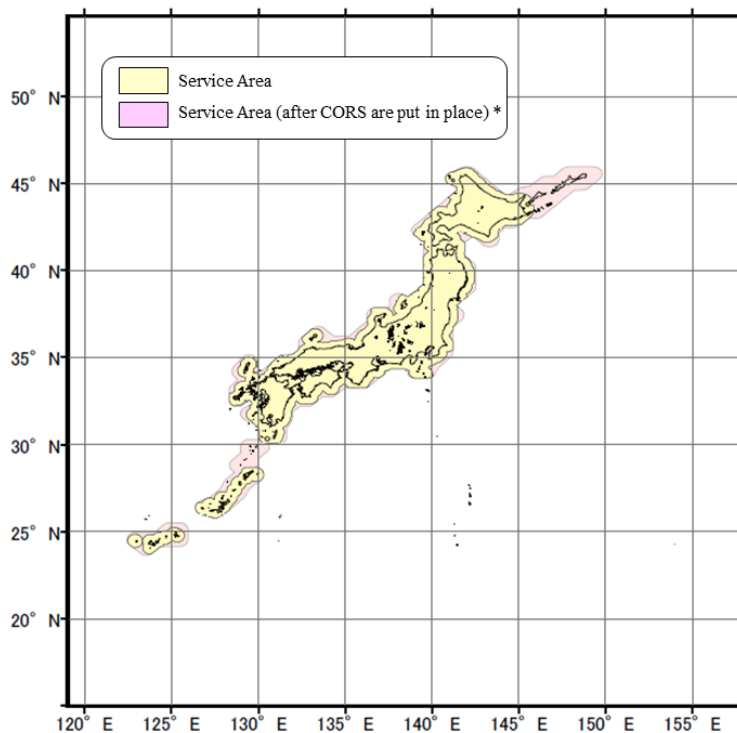 Service Area
Service Area (after CORS are put in place) *
50° N
45° N
40° N
35° N
30° N
25° N
20° N
120° E 125° E 130° E 135° E 140° E 145° E 150° E 155° E